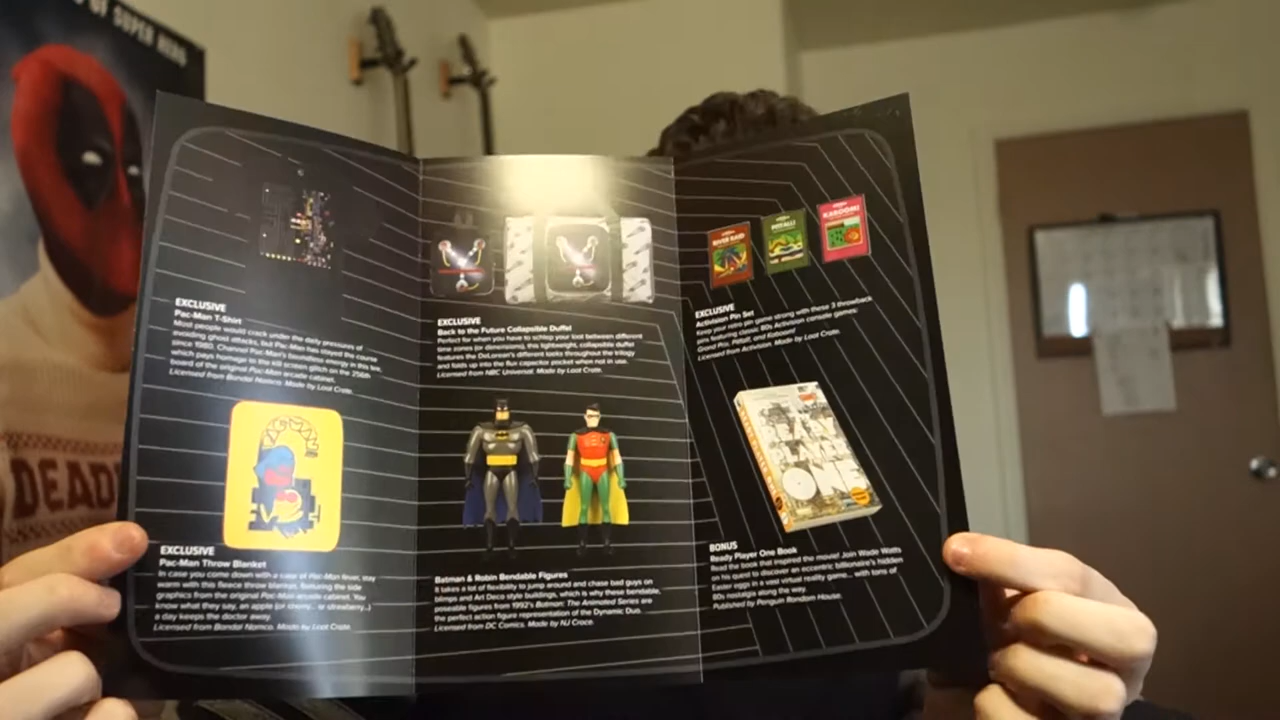 OF SUPER HERO
DEAD
EXCLUSIVE
Pac-Man T-Shirt
Most people would crack under the daily pressures of
evading ghost attacks, but Pac-Man has stayed the course
since 1980. Channel Pac-Man's boundless energy in this tee,
which pays homage to the kill screen glitch on the 256th
board of the original Pac-Man arcade cabinet.
Licensed from Bandai Namco. Made by Loot Crate.
EXCLUSIVE
Pac-Man Throw Blanket
In case you come down with a case of Pac-Man fever, stay
warm with this fleece throw blanket, featuring the side
graphics from the original Pac-Man arcade cabinet. You
know what they say, an apple (or cherry... or strawberry...)
a day keeps the doctor away.
Licensed from Bandai Namco. Made by Loot Crate.
EXCLUSIVE
Back to the Future Collapsible Duffel
Perfect for when you have to schlep your loot between different
time zones (or dimensions), this lightweight, collapsible duffel
features the DeLorean's different looks throughout the trilogy
and folds up into the flux capacitor pocket when not in use.
Licensed from NBC Universal. Made by Loot Crate.
Batman & Robin Bendable Figures
It takes a lot of flexibility to jump around and chase bad guys on
blimps and Art Deco style buildings, which is why these bendable,
poseable figures from 1992's Batman: The Animated Series are
the perfect action figure representation of the Dynamic Duo.
Licensed from DC Comics. Made by NJ Croce.
RIVER RAID
PITFALL!
KABOOM!
EXCLUSIVE
Activision Pin Set
Keep your retro pin game strong with these 3 throwback
pins featuring classic 80s Activision console games:
Pitfall!, and Kaboom!
Licensed from Activision. Made by Loot Crate.
READY
PLAYER
ONE
BONUS
Ready Player One Book
Read the book that inspired the movie! Join Wade Watts
on his quest to discover an eccentric billionaire's hidden
Easter eggs in a vast virtual reality game... with tons of
80s nostalgia along the way.
Published by Penguin Random House.